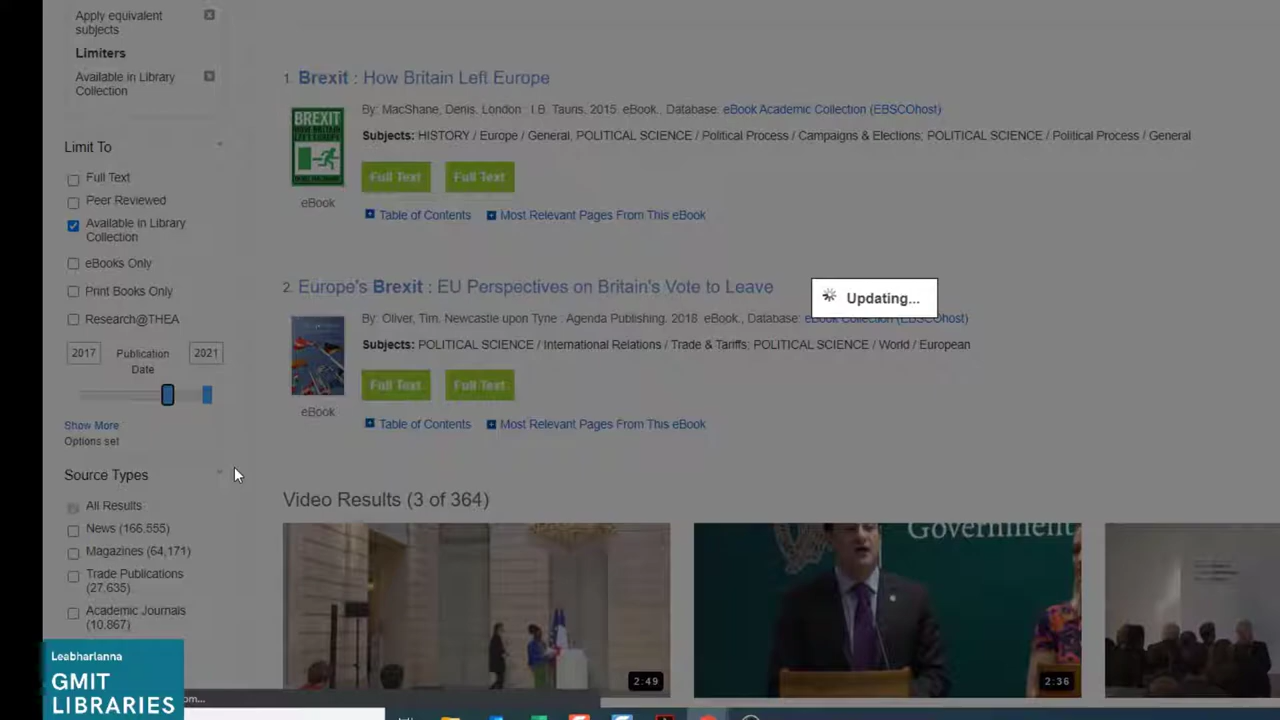 Apply equivalent
subjects
Limiters
Available in Library
Collection
Limit To
Full Text
Peer Reviewed
Available in Library
Collection
eBooks Only
Print Books Only
Research@THEA
2017 Publication 2021
Date
Show More
Options set
Source Types
All Results
News (166,555)
Magazines (64,171)
Trade Publications
(27,635)
Academic Journals
(10,867)
Leabharlanna
GMIT
LIBRARIES
1. Brexit : How Britain Left Europe
By: MacShane, Denis. London : I.B. Tauris. 2015. eBook., Database: eBook Academic Collection (EBSCOhost)
Subjects: HISTORY / Europe / General; POLITICAL SCIENCE / Political Process / Campaigns & Elections; POLITICAL SCIENCE / Political Process / General
BREXIT
Full Text Full Text
eBook
Table of Contents Most Relevant Pages From This eBook
2. Europe's Brexit : EU Perspectives on Britain's Vote to Leave
Updating...
By: Oliver, Tim. Newcastle upon Tyne : Agenda Publishing. 2018. eBook., Database: eBook Collection (EBSCOhost)
Subjects: POLITICAL SCIENCE / International Relations / Trade & Tariffs; POLITICAL SCIENCE / World / European
Full Text Full Text
eBook
Table of Contents Most Relevant Pages From This eBook
Video Results (3 of 364)
Government
2:49
2:36